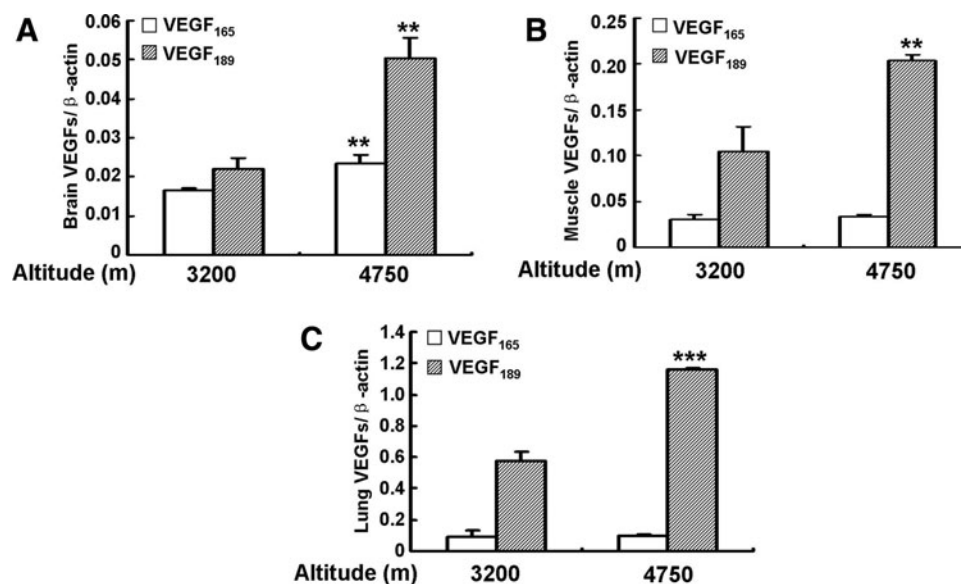 A
Brain VEGFs/ β -actin
0.06
0.05
0.04
0.03
0.02
0.01
0
VEGF165
VEGF189
**
**
Altitude (m) 3200 4750
B
Muscle VEGFs/ β -actin
0.25
0.20
0.15
0.10
0.05
0
VEGF165
VEGF189
**
Altitude (m) 3200 4750
C
Lung VEGFs/ β -actin
1.4
1.2
1.0
0.8
0.6
0.4
0.2
0
VEGF165
VEGF189
***
Altitude (m) 3200 4750